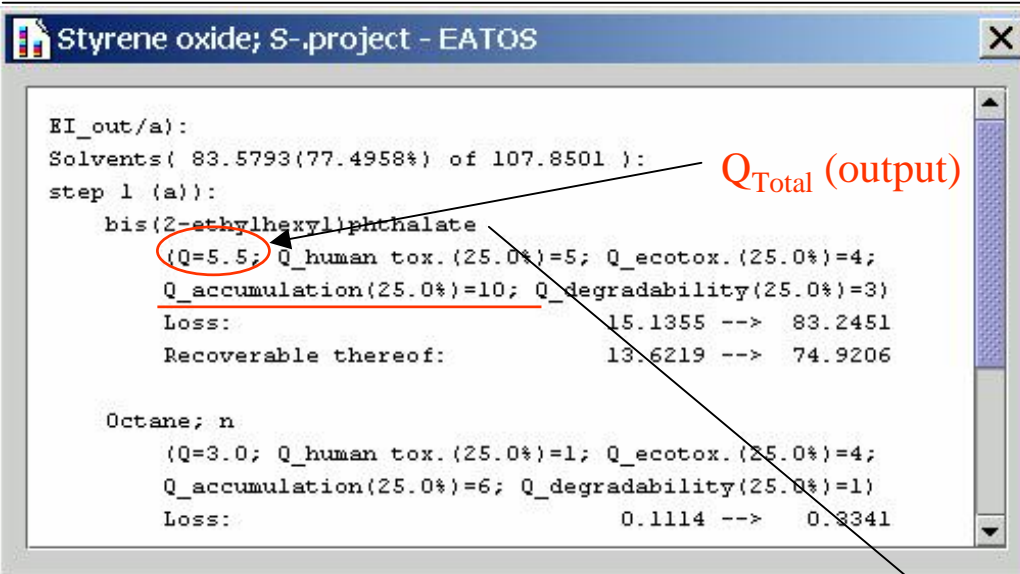 Styrene oxide; S-.project - EATOS
EI_out/a):
Solvents( 83.5793(77.4958%) of 107.8501 ):
QTotal (output)
step 1 (a)):
bis(2-ethylhexyl)phthalate
(Q=5.5; Q_human tox.(25.0%)=5; Q_ecotox.(25.0%)=4;
Q_accumulation(25.0%)=10; Q_degradability(25.0%)=3)
Loss: 15.1355 --> 83.2451
Recoverable thereof: 13.6219 --> 74.9206
Octane; n
(Q=3.0; Q_human tox.(25.0%)=1; Q_ecotox.(25.0%)=4;
Q_accumulation(25.0%)=6; Q_degradability(25.0%)=1)
Loss: 0.1114 --> 0.3341